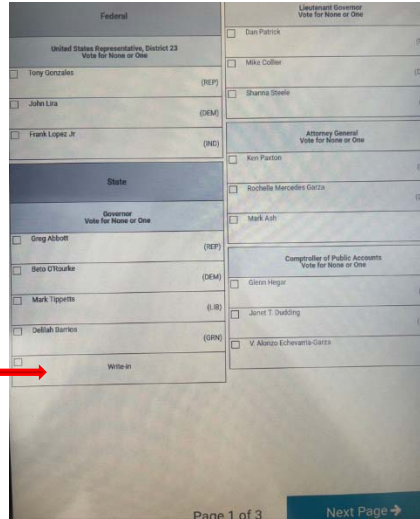 Federal
United States Representative, District 23
Vote for None or One
Tony Gonzales
(REP)
John Lira
(DEM)
Frank Lopez Jr
(IND)
State
Governor
Vote for None or One
Greg Abbott
(REP)
Beto O'Rourke
(DEM)
Mark Tippetts
(LIB)
Delilah Barrios
(GRN)
Write-in
Lieutenant Governor
Vote for None or One
Dan Patrick
Mike Collier
Shanna Steele
Attorney General
Vote for None or One
Ken Paxton
Rochelle Mercedes Garza
Mark Ash
Comptroller of Public Accounts
Vote for None or One
Glenn Hegar
Janet T. Dudding
V. Alonzo Echevarria-Garza
Page 1 of 3
Next Page